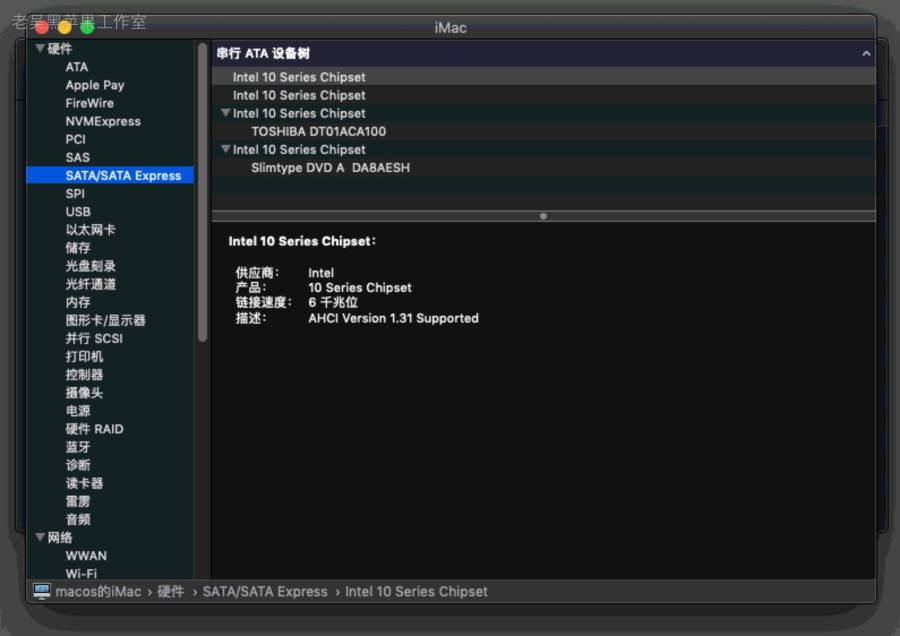 老吴黑苹果工作室
iMac
硬件
ATA
Apple Pay
FireWire
NVMExpress
PCI
SAS
SATA/SATA Express
SPI
USB
以太网卡
储存
光盘刻录
光纤通道
内存
图形卡/显示器
并行 SCSI
打印机
控制器
摄像头
电源
硬件 RAID
蓝牙
诊断
读卡器
雷雳
音频
网络
WWAN
Wi-Fi
串行 ATA 设备树
Intel 10 Series Chipset
Intel 10 Series Chipset
Intel 10 Series Chipset
TOSHIBA DT01ACA100
Intel 10 Series Chipset
Slimtype DVD A  DA8AESH
Intel 10 Series Chipset：
供应商： Intel
产品： 10 Series Chipset
链接速度： 6 千兆位
描述： AHCI Version 1.31 Supported
macos的iMac › 硬件 › SATA/SATA Express › Intel 10 Series Chipset